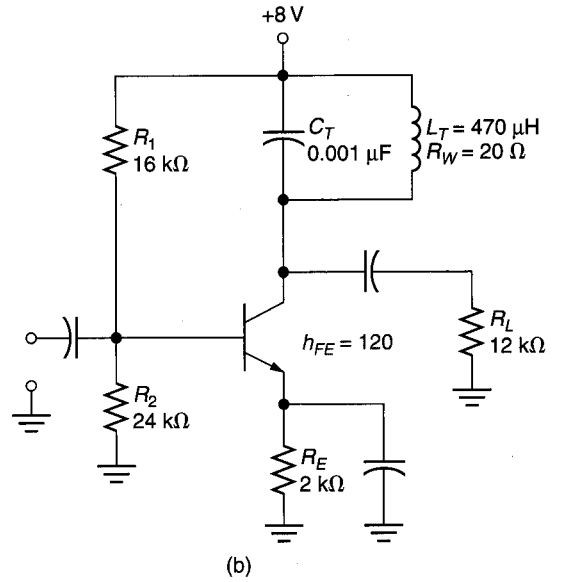 +8 V
R1
16 kΩ
CT
0.001 μF
LT = 470 μH
RW = 20 Ω
hFE = 120
RL
12 kΩ
R2
24 kΩ
RE
2 kΩ
(b)